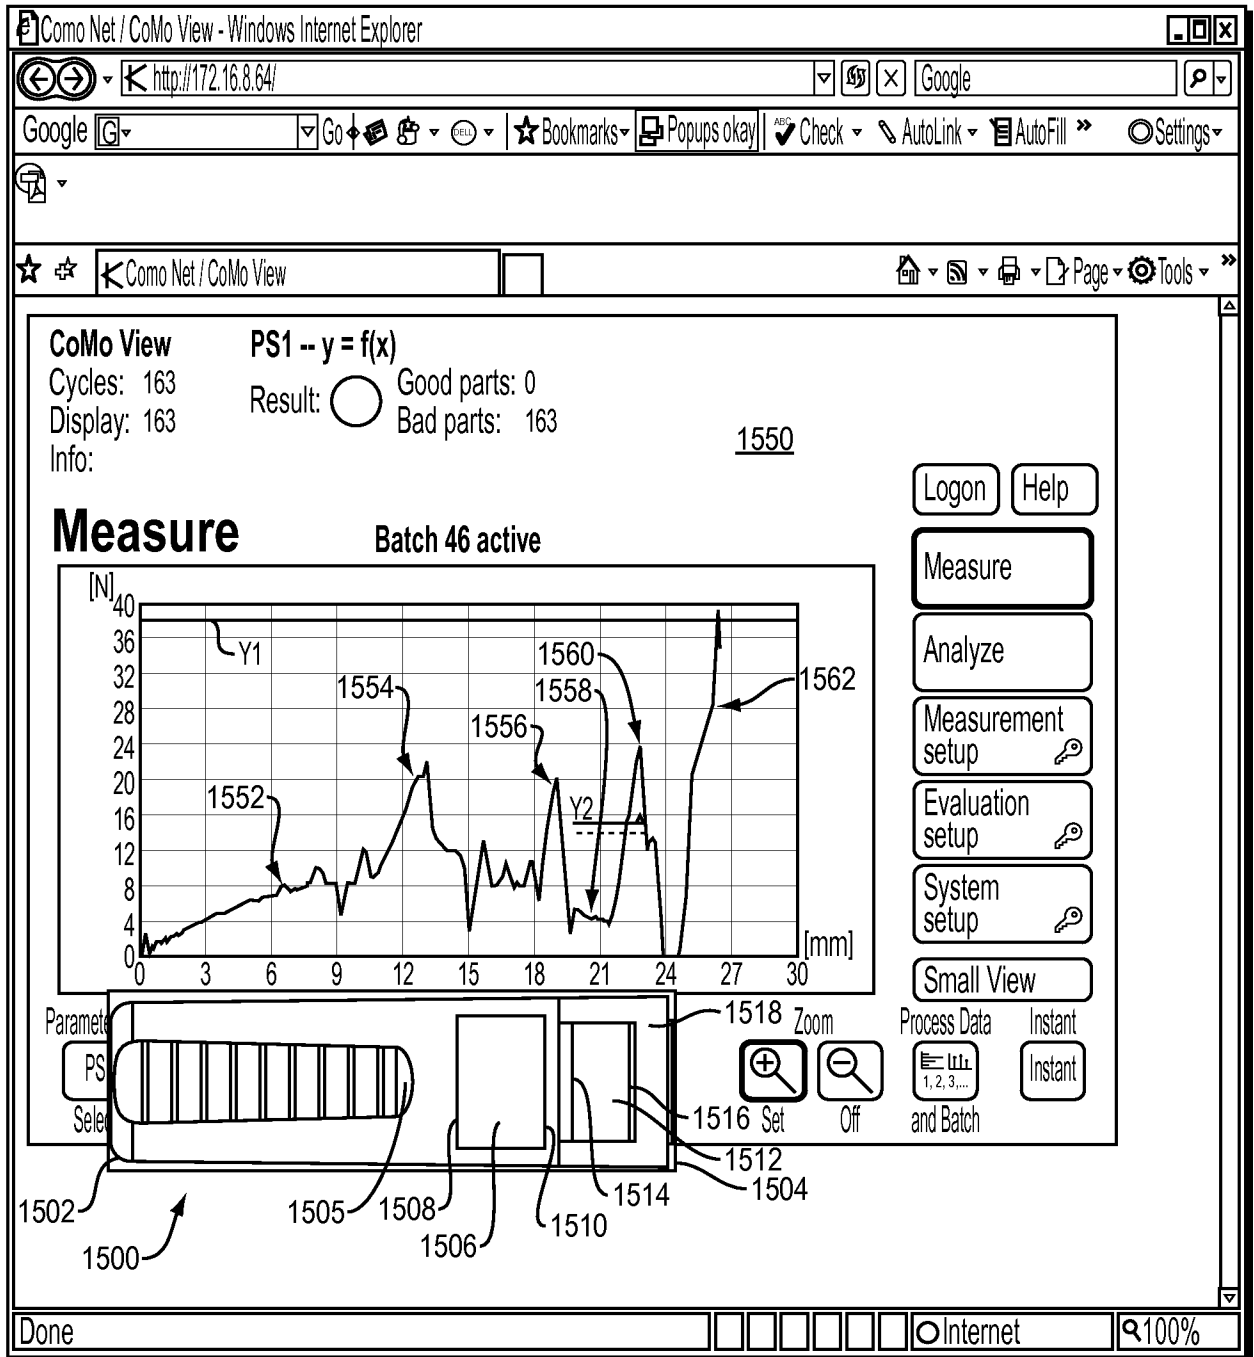 Como Net / CoMo View - Windows Internet Explorer
http://172.16.8.64/
Google
Google G Go DELL Bookmarks Popups okay ABC Check AutoLink AutoFill » Settings
Como Net / CoMo View
Page Tools »
CoMo View PS1 -- y = f(x)
Cycles: 163
Display: 163
Info:
Result:
Good parts: 0
Bad parts: 163
1550
Logon Help
Measure Batch 46 active
Measure
Analyze
Measurement
setup
Evaluation
setup
System
setup
Small View
[N]
40
36
32
28
24
20
16
12
8
4
0
0 3 6 9 12 15 18 21 24 27 30
[mm]
Y1
Y2
1552
1554
1556
1558
1560
1562
Paramete
PS
Selec
1518
Zoom
Set
Off
Process Data
1, 2, 3,...
and Batch
Instant
Instant
1516
1512
1504
1514
1510
1506
1508
1505
1502
1500
Done
Internet
100%